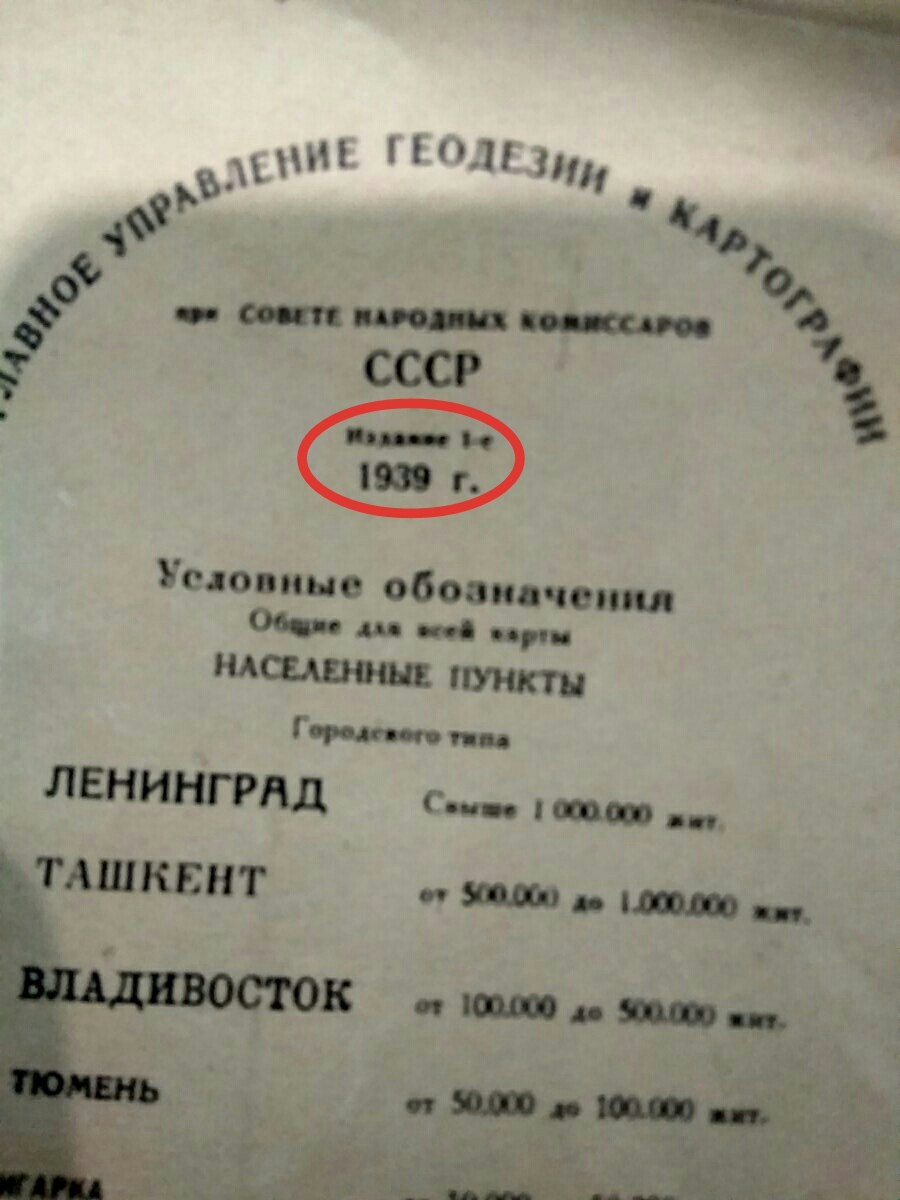 ГЛАВНОЕ УПРАВЛЕНИЕ ГЕОДЕЗИИ и КАРТОГРАФИИ
при СОВЕТЕ НАРОДНЫХ КОМИССАРОВ
СССР
Издание 1-е
1939 г.
Условные обозначения
Общие для всей карты
НАСЕЛЕННЫЕ ПУНКТЫ
Городского типа
ЛЕНИНГРАД Свыше 1 000.000 жит.
ТАШКЕНТ от 500.000 до 1.000.000 жит.
ВЛАДИВОСТОК от 100.000 до 500.000 жит.
ТЮМЕНЬ от 50.000 до 100.000 жит.
ИГАРКА